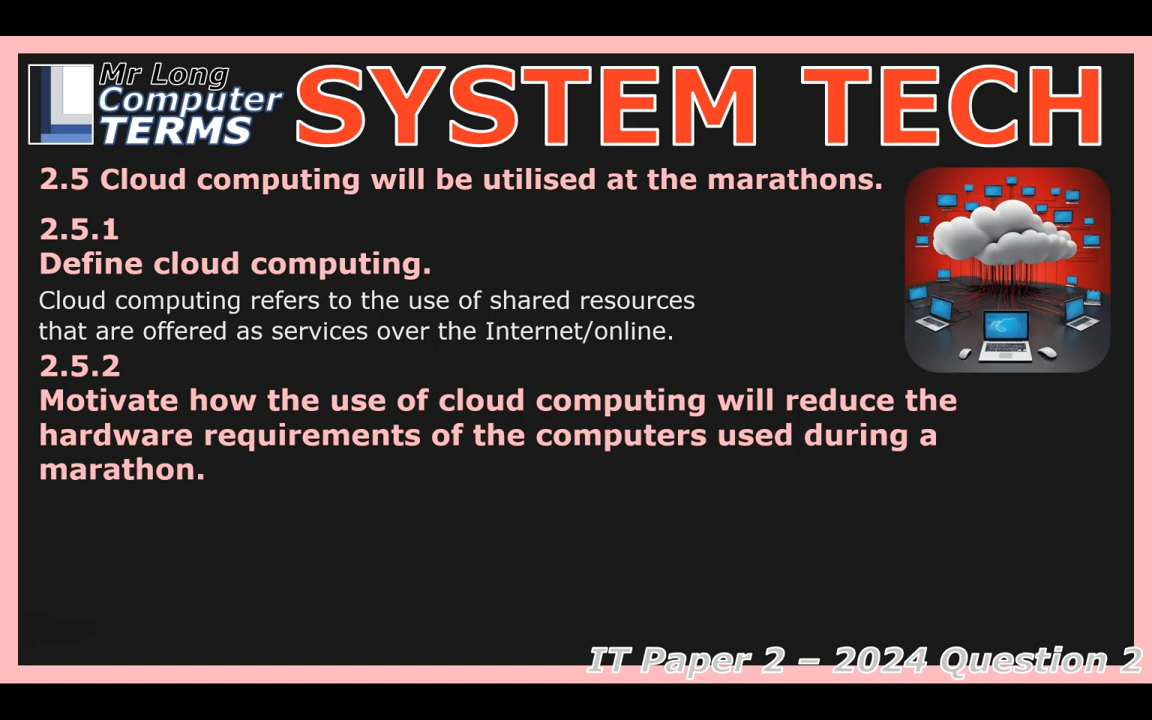 Mr Long
Computer
TERMS
SYSTEM TECH
2.5 Cloud computing will be utilised at the marathons.
2.5.1
Define cloud computing.
Cloud computing refers to the use of shared resources
that are offered as services over the Internet/online.
2.5.2
Motivate how the use of cloud computing will reduce the
hardware requirements of the computers used during a
marathon.
IT Paper 2 – 2024 Question 2